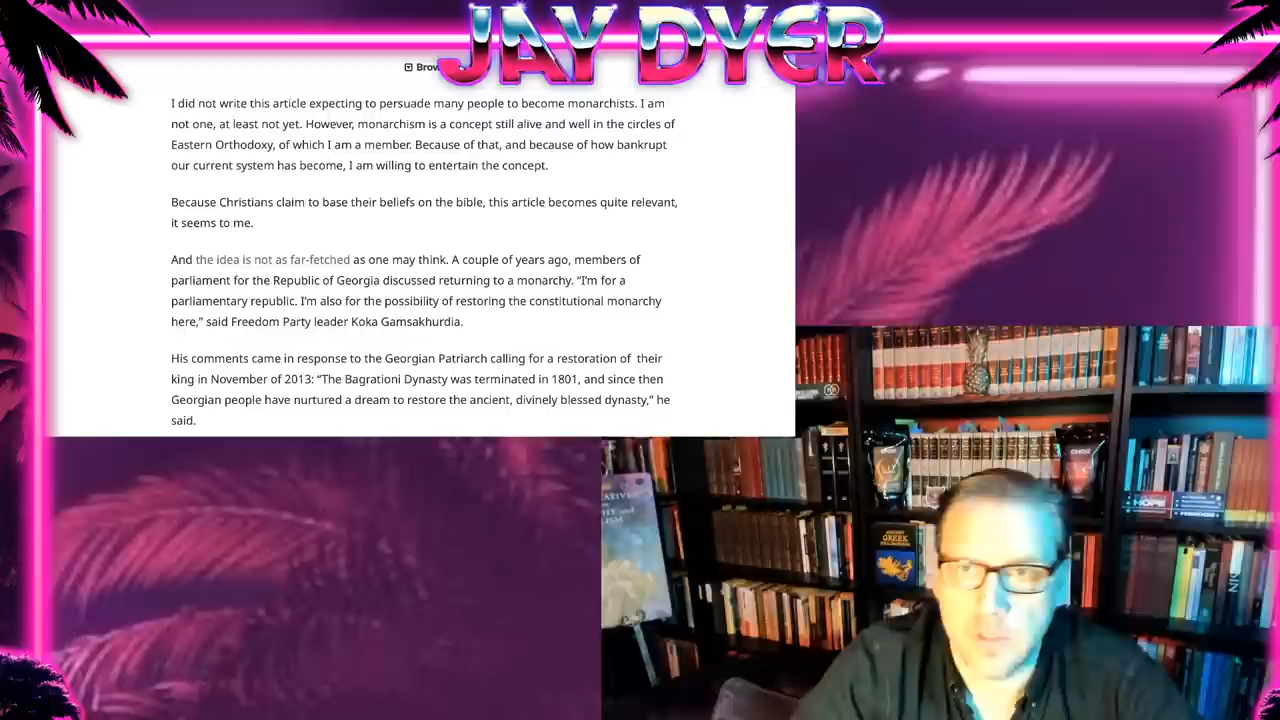 JAY DYER
Brow
I did not write this article expecting to persuade many people to become monarchists. I am
not one, at least not yet. However, monarchism is a concept still alive and well in the circles of
Eastern Orthodoxy, of which I am a member. Because of that, and because of how bankrupt
our current system has become, I am willing to entertain the concept.
Because Christians claim to base their beliefs on the bible, this article becomes quite relevant,
it seems to me.
And the idea is not as far-fetched as one may think. A couple of years ago, members of
parliament for the Republic of Georgia discussed returning to a monarchy. “I’m for a
parliamentary republic. I’m also for the possibility of restoring the constitutional monarchy
here,” said Freedom Party leader Koka Gamsakhurdia.
His comments came in response to the Georgian Patriarch calling for a restoration of their
king in November of 2013: “The Bagrationi Dynasty was terminated in 1801, and since then
Georgian people have nurtured a dream to restore the ancient, divinely blessed dynasty,” he
said.
CHOQ
CHOQ
GREEK
HOPE